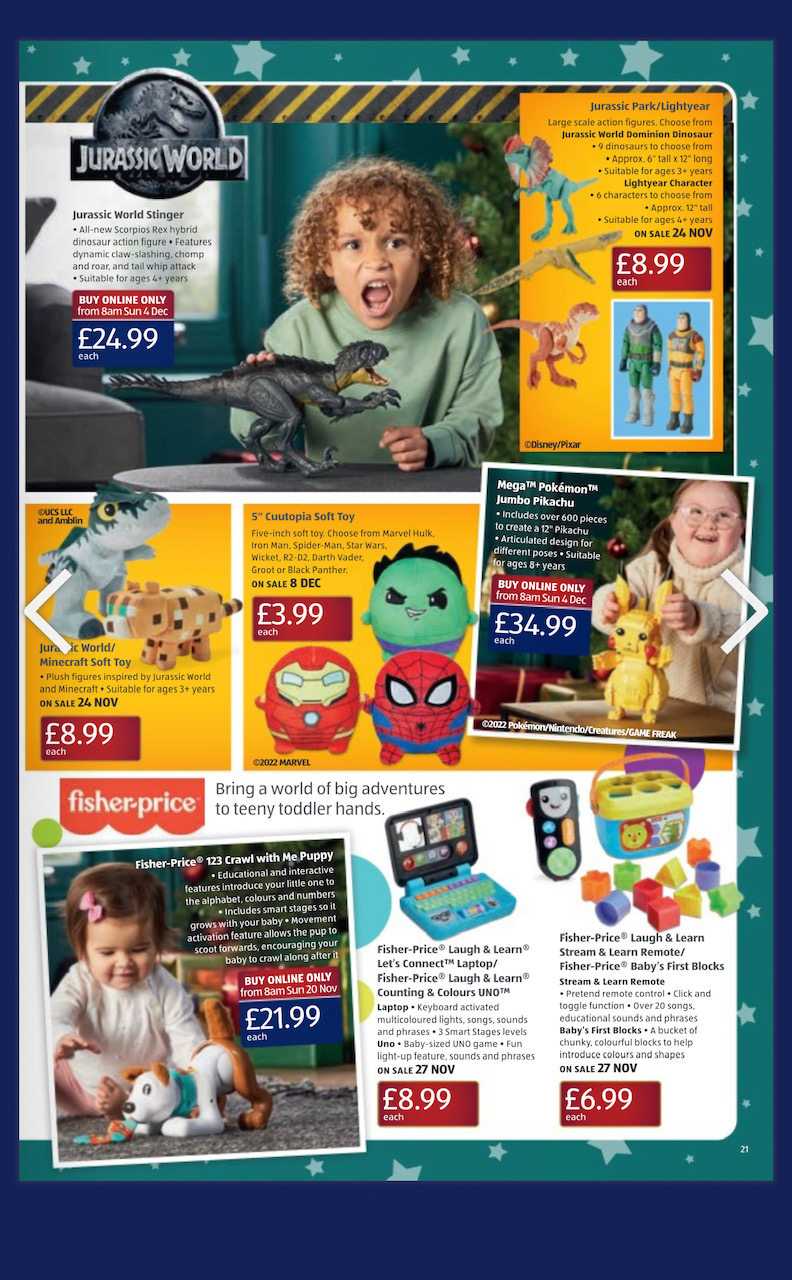 JURASSIC WORLD
Jurassic World Stinger
• All-new Scorpios Rex hybrid
dinosaur action figure • Features
dynamic claw-slashing, chomp
and roar, and tail whip attack
• Suitable for ages 4+ years
BUY ONLINE ONLY
from 8am Sun 4 Dec
£24.99
each
Jurassic Park/Lightyear
Large scale action figures. Choose from
Jurassic World Dominion Dinosaur
• 9 dinosaurs to choose from
• Approx. 6" tall x 12" long
• Suitable for ages 3+ years
Lightyear Character
• 6 characters to choose from
• Approx. 12" tall
• Suitable for ages 4+ years
ON SALE 24 NOV
£8.99
each
©Disney/Pixar
©UCS LLC
and Amblin
Jurassic World/
Minecraft Soft Toy
• Plush figures inspired by Jurassic World
and Minecraft • Suitable for ages 3+ years
ON SALE 24 NOV
£8.99
each
5" Cuutopia Soft Toy
Five-inch soft toy. Choose from Marvel Hulk,
Iron Man, Spider-Man, Star Wars,
Wicket, R2-D2, Darth Vader,
Groot or Black Panther.
ON SALE 8 DEC
£3.99
each
©2022 MARVEL
Mega™ Pokémon™
Jumbo Pikachu
• Includes over 600 pieces
to create a 12" Pikachu
• Articulated design for
different poses • Suitable
for ages 8+ years
BUY ONLINE ONLY
from 8am Sun 4 Dec
£34.99
each
©2022 Pokémon/Nintendo/Creatures/GAME FREAK
fisher-price
Bring a world of big adventures
to teeny toddler hands.
Fisher-Price® 123 Crawl with Me Puppy
• Educational and interactive
features introduce your little one to
the alphabet, colours and numbers
• Includes smart stages so it
grows with your baby • Movement
activation feature allows the pup to
scoot forwards, encouraging your
baby to crawl along after it
BUY ONLINE ONLY
from 8am Sun 20 Nov
£21.99
each
Fisher-Price® Laugh & Learn®
Let's Connect™ Laptop/
Fisher-Price® Laugh & Learn®
Counting & Colours UNO™
Laptop • Keyboard activated
multicoloured lights, songs, sounds
and phrases • 3 Smart Stages levels
Uno • Baby-sized UNO game • Fun
light-up feature, sounds and phrases
ON SALE 27 NOV
£8.99
each
Fisher-Price® Laugh & Learn
Stream & Learn Remote/
Fisher-Price® Baby's First Blocks
Stream & Learn Remote
• Pretend remote control • Click and
toggle function • Over 20 songs,
educational sounds and phrases
Baby's First Blocks • A bucket of
chunky, colourful blocks to help
introduce colours and shapes
ON SALE 27 NOV
£6.99
each
21